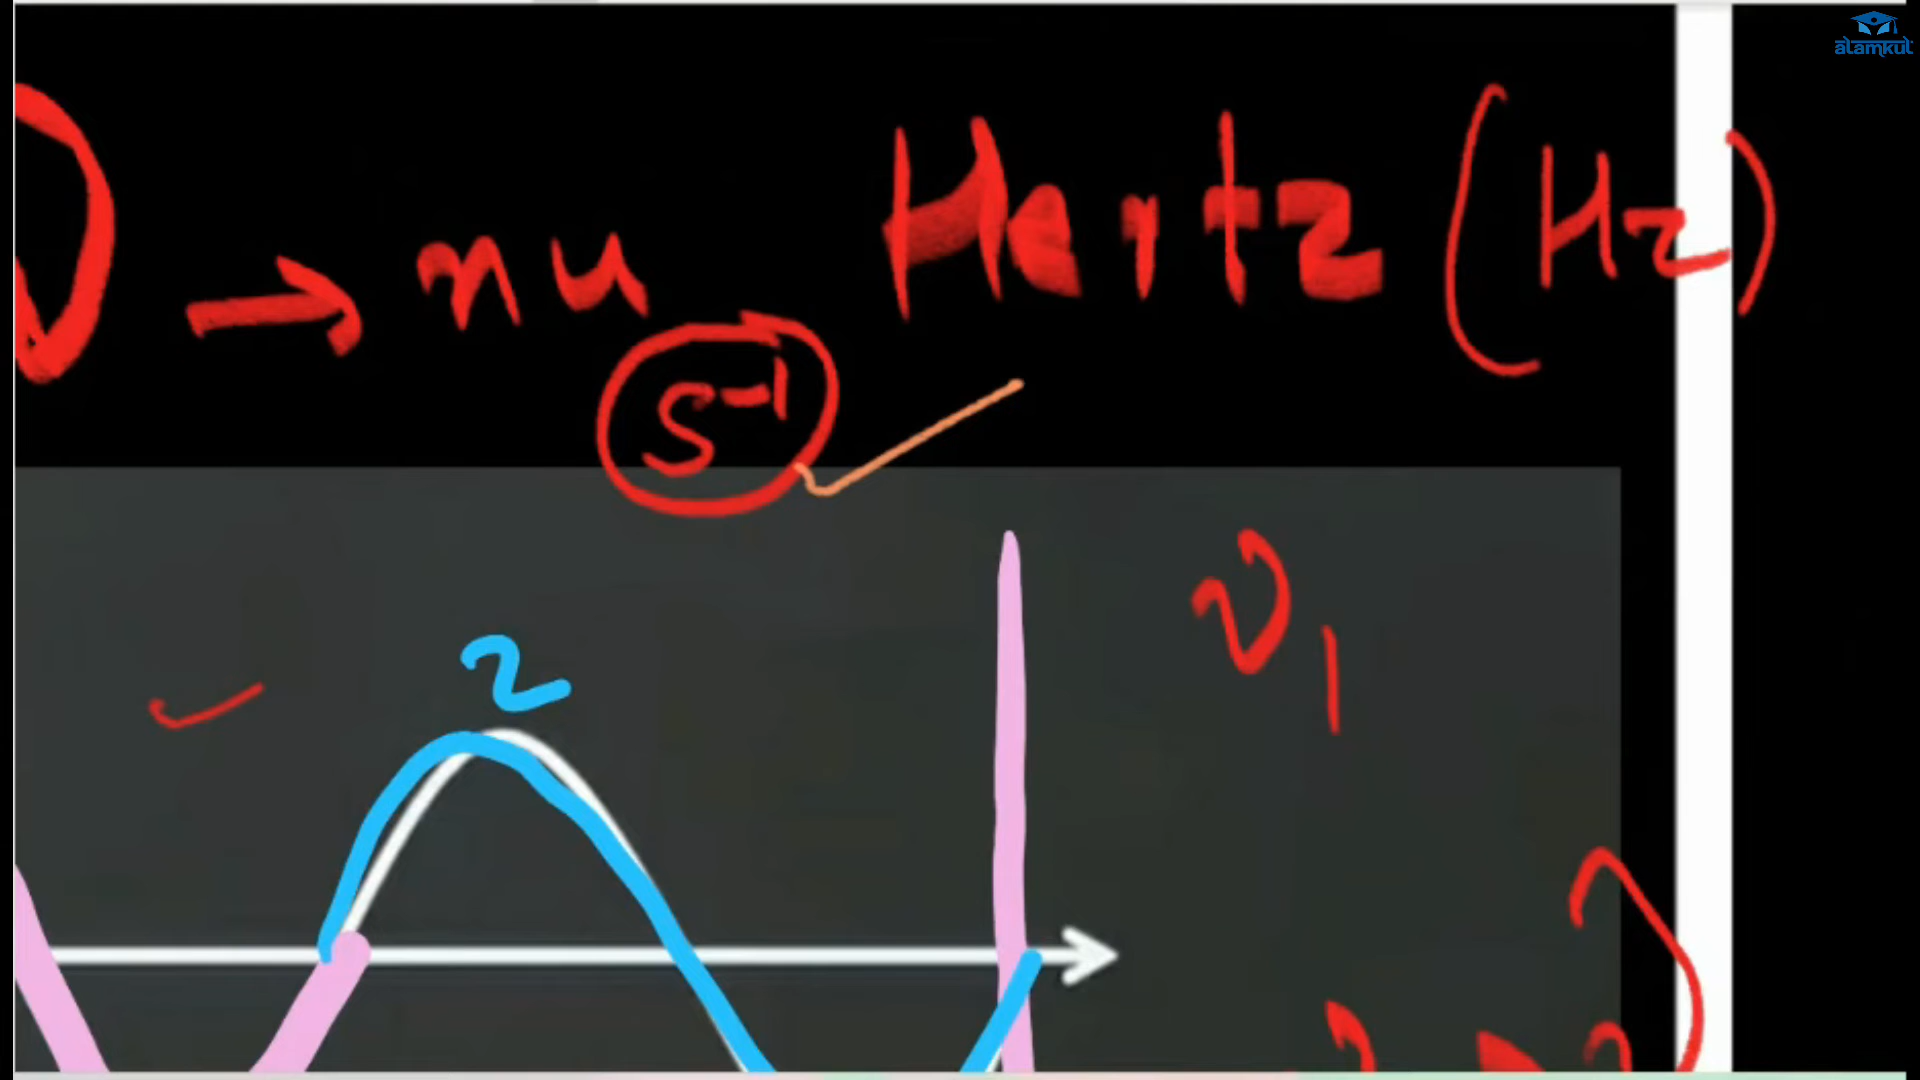 alamkut
ν → nu Hertz (Hz)
s⁻¹
ν₁
2